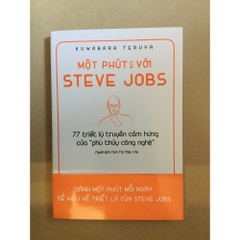 KUWABARA TERUYA
MỘT PHÚT VỚI
STEVE JOBS
77 triết lý truyền cảm hứng
của "phù thủy công nghệ"
DÀNH MỘT PHÚT MỖI NGÀY
ĐỂ HIỂU VỀ TRIẾT LÝ CỦA STEVE JOBS